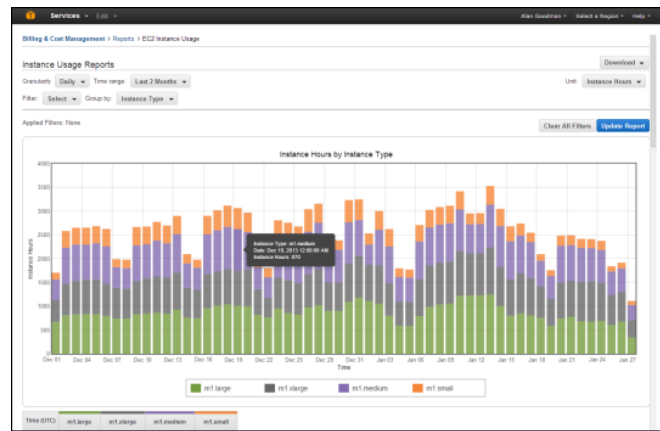 Services Edit Alan Goodman Select a Region Help
Billing & Cost Management > Reports > EC2 Instance Usage
Instance Usage Reports Download
Granularity Daily Time range: Last 2 Months Unit: Instance Hours
Filter: Select Group by: Instance Type
Applied Filters: None Clear All Filters Update Report
Instance Hours by Instance Type
4000
3500
3000
2500
2000
1500
1000
500
0
Instance Hours
Instance Type: m1.medium
Date: Dec 19, 2013 12:00:00 AM
Instance Hours: 870
Dec 01 Dec 04 Dec 07 Dec 10 Dec 13 Dec 16 Dec 19 Dec 22 Dec 25 Dec 28 Dec 31 Jan 03 Jan 06 Jan 09 Jan 12 Jan 15 Jan 18 Jan 21 Jan 24 Jan 27
Time
m1.large m1.xlarge m1.medium m1.small
Time (UTC) m1.large m1.xlarge m1.medium m1.small